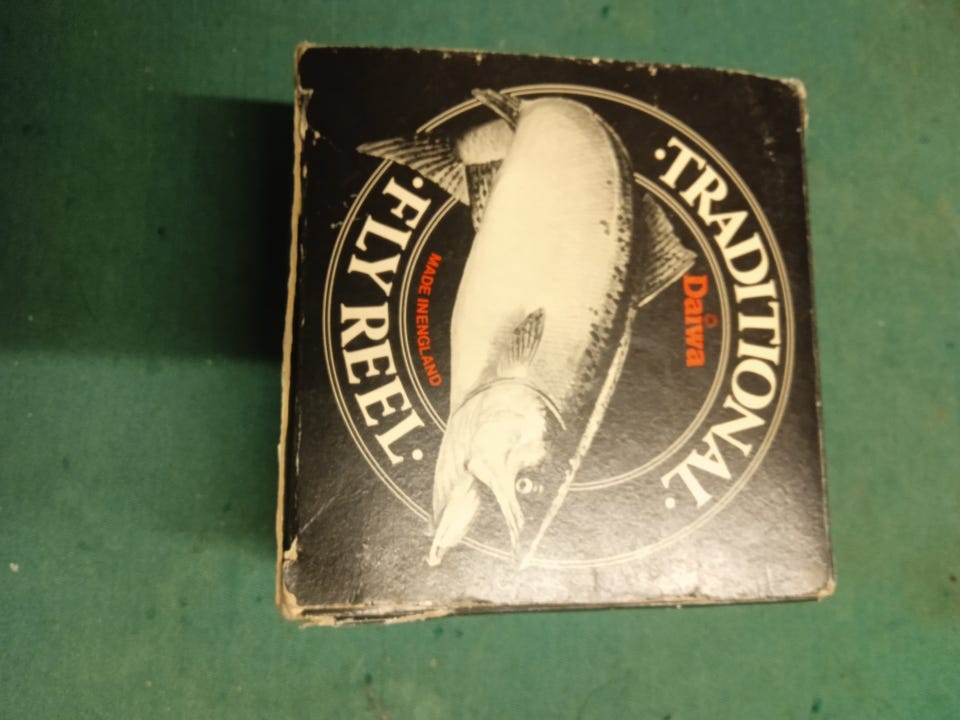 ·TRADITIONAL·
Daiwa
MADE IN ENGLAND
·FLY REEL·